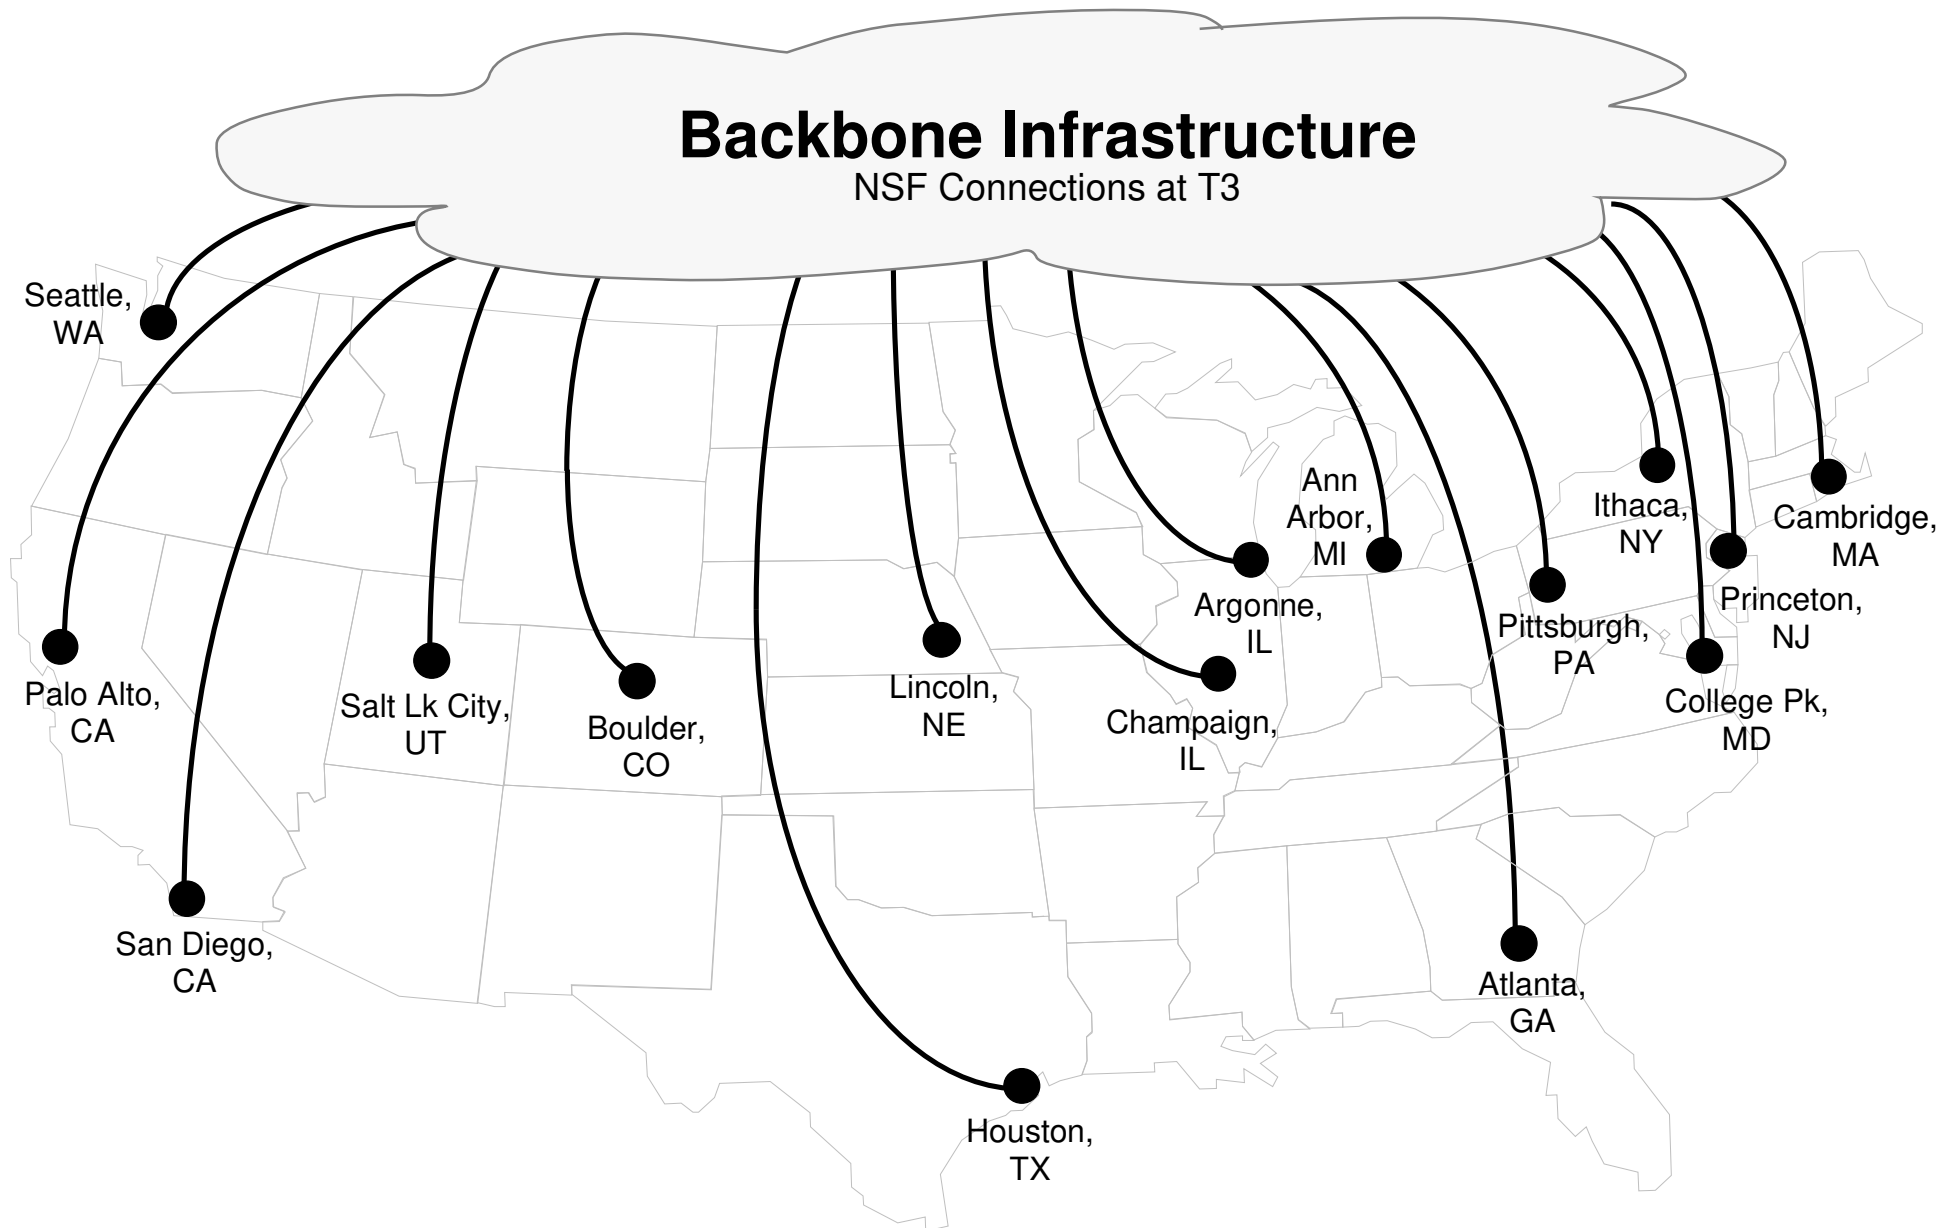 Backbone Infrastructure
NSF Connections at T3
Seattle,
WA
Palo Alto,
CA
San Diego,
CA
Salt Lk City,
UT
Boulder,
CO
Lincoln,
NE
Houston,
TX
Champaign,
IL
Argonne,
IL
Ann
Arbor,
MI
Atlanta,
GA
Pittsburgh,
PA
Ithaca,
NY
College Pk,
MD
Princeton,
NJ
Cambridge,
MA